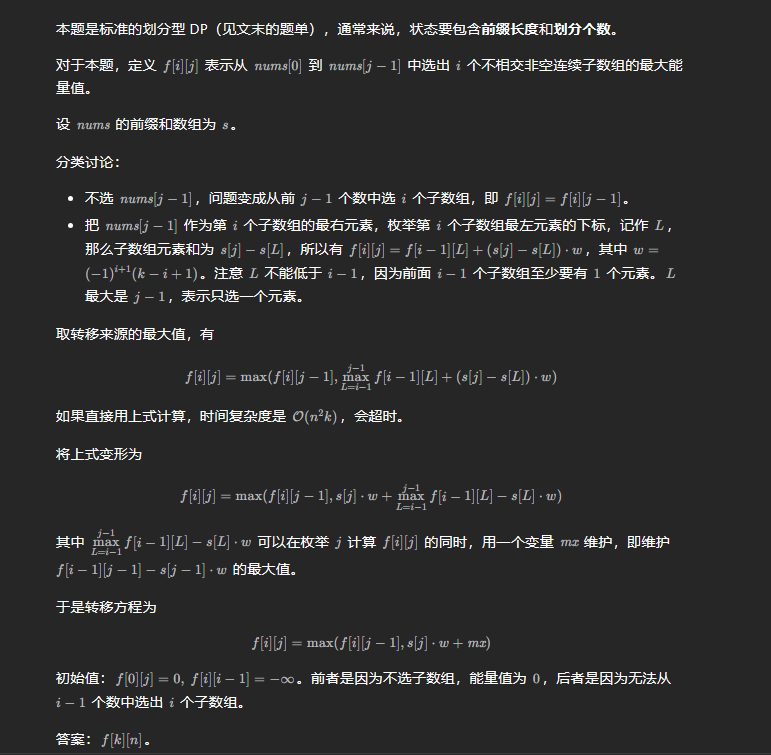 本题是标准的划分型 DP（见文末的题单），通常来说，状态要包含前缀长度和划分个数。
对于本题，定义 f[i][j] 表示从 nums[0] 到 nums[j − 1] 中选出 i 个不相交非空连续子数组的最大能
量值。
设 nums 的前缀和数组为 s。
分类讨论：
• 不选 nums[j − 1]，问题变成从前 j − 1 个数中选 i 个子数组，即 f[i][j] = f[i][j − 1]。
• 把 nums[j − 1] 作为第 i 个子数组的最右元素，枚举第 i 个子数组最左元素的下标，记作 L，
那么子数组元素和为 s[j] − s[L]，所以有 f[i][j] = f[i − 1][L] + (s[j] − s[L]) · w，其中 w =
(−1)^{i+1}(k − i + 1)。注意 L 不能低于 i − 1，因为前面 i − 1 个子数组至少要有 1 个元素。L
最大是 j − 1，表示只选一个元素。
取转移来源的最大值，有
f[i][j] = max(f[i][j − 1], max_{L=i−1}^{j−1} f[i − 1][L] + (s[j] − s[L]) · w)
如果直接用上式计算，时间复杂度是 O(n²k)，会超时。
将上式变形为
f[i][j] = max(f[i][j − 1], s[j] · w + max_{L=i−1}^{j−1} f[i − 1][L] − s[L] · w)
其中 max_{L=i−1}^{j−1} f[i − 1][L] − s[L] · w 可以在枚举 j 计算 f[i][j] 的同时，用一个变量 mx 维护，即维护
f[i − 1][j − 1] − s[j − 1] · w 的最大值。
于是转移方程为
f[i][j] = max(f[i][j − 1], s[j] · w + mx)
初始值：f[0][j] = 0, f[i][i − 1] = −∞。前者是因为不选子数组，能量值为 0，后者是因为无法从
i − 1 个数中选出 i 个子数组。
答案：f[k][n]。